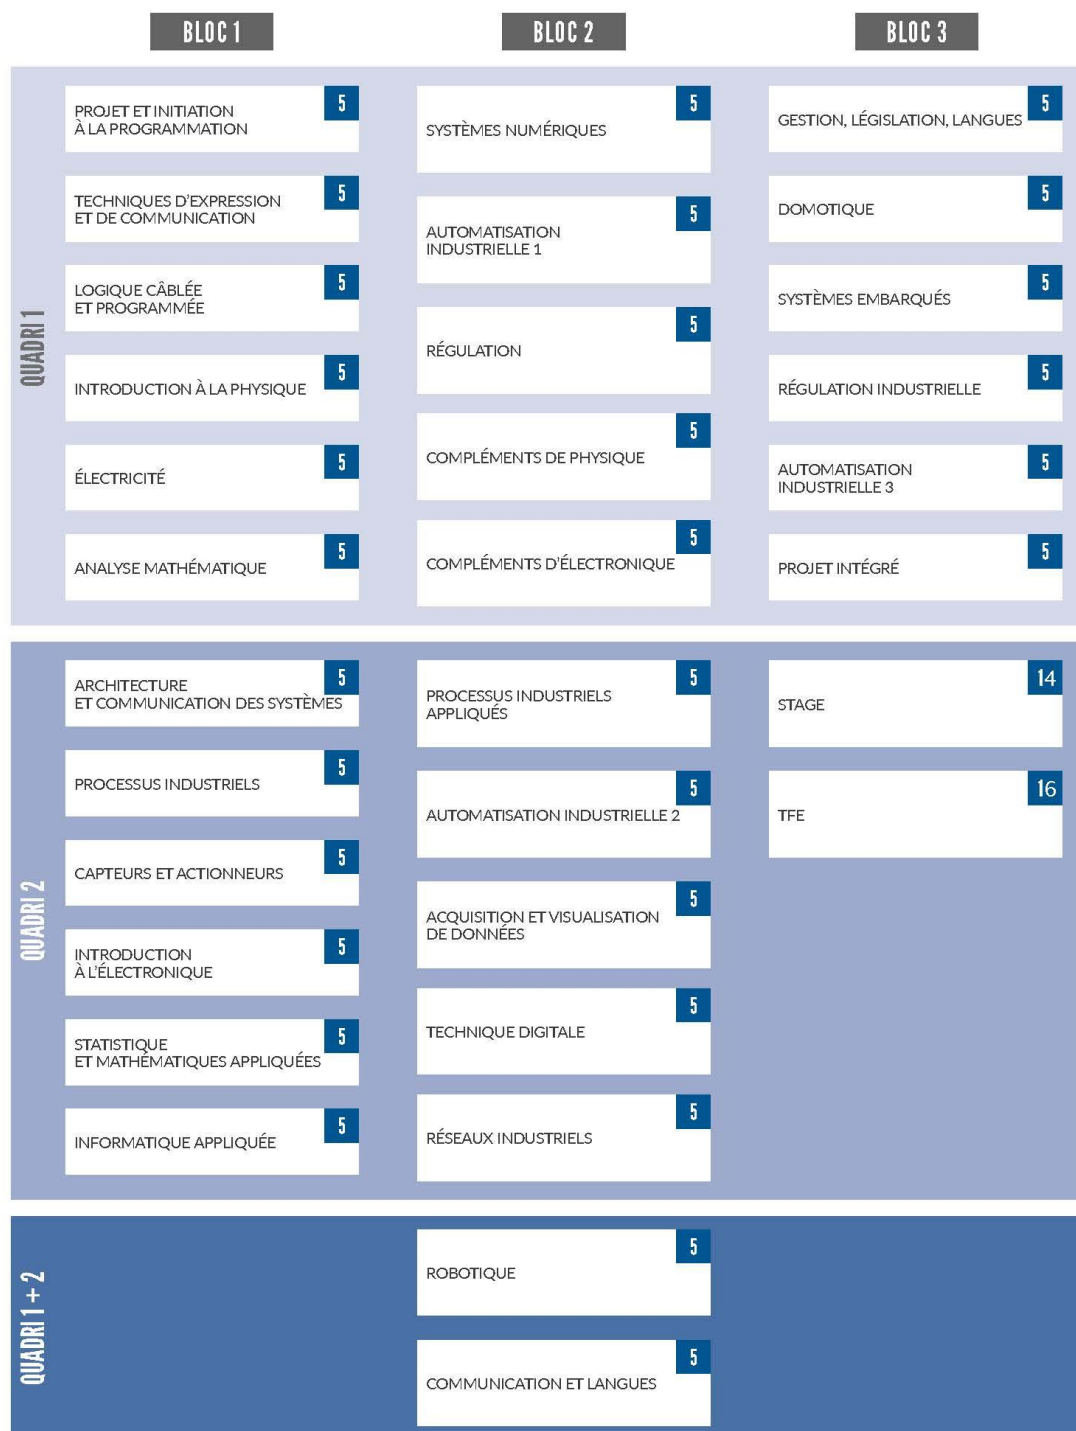 BLOC 1
BLOC 2
BLOC 3
QUADRI 1
PROJET ET INITIATION
À LA PROGRAMMATION
5
TECHNIQUES D'EXPRESSION
ET DE COMMUNICATION
5
LOGIQUE CÂBLÉE
ET PROGRAMMÉE
5
INTRODUCTION À LA PHYSIQUE
5
ÉLECTRICITÉ
5
ANALYSE MATHÉMATIQUE
5
SYSTÈMES NUMÉRIQUES
5
AUTOMATISATION
INDUSTRIELLE 1
5
RÉGULATION
5
COMPLÉMENTS DE PHYSIQUE
5
COMPLÉMENTS D'ÉLECTRONIQUE
5
GESTION, LÉGISLATION, LANGUES
5
DOMOTIQUE
5
SYSTÈMES EMBARQUÉS
5
RÉGULATION INDUSTRIELLE
5
AUTOMATISATION
INDUSTRIELLE 3
5
PROJET INTÉGRÉ
5
QUADRI 2
ARCHITECTURE
ET COMMUNICATION DES SYSTÈMES
5
PROCESSUS INDUSTRIELS
5
CAPTEURS ET ACTIONNEURS
5
INTRODUCTION
À L'ÉLECTRONIQUE
5
STATISTIQUE
ET MATHÉMATIQUES APPLIQUÉES
5
INFORMATIQUE APPLIQUÉE
5
PROCESSUS INDUSTRIELS
APPLIQUÉS
5
AUTOMATISATION INDUSTRIELLE 2
5
ACQUISITION ET VISUALISATION
DE DONNÉES
5
TECHNIQUE DIGITALE
5
RÉSEAUX INDUSTRIELS
5
STAGE
14
TFE
16
QUADRI 1 + 2
ROBOTIQUE
5
COMMUNICATION ET LANGUES
5